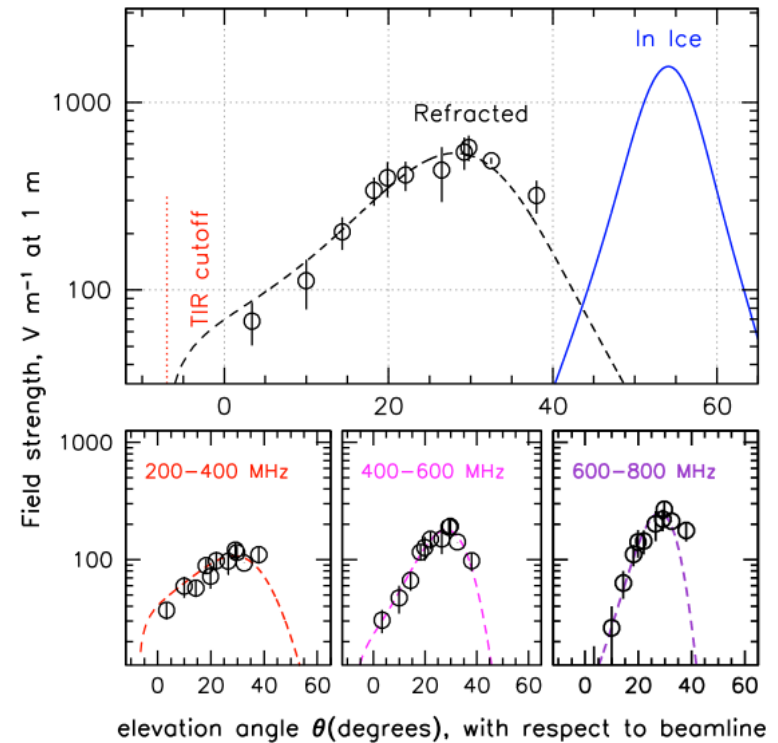 In Ice
1000
Refracted
TIR cutoff
100
0 20 40 60
Field strength, V m⁻¹ at 1 m
1000
200−400 MHz 400−600 MHz 600−800 MHz
100
0 20 40 60 0 20 40 60 0 20 40 60
elevation angle θ(degrees), with respect to beamline